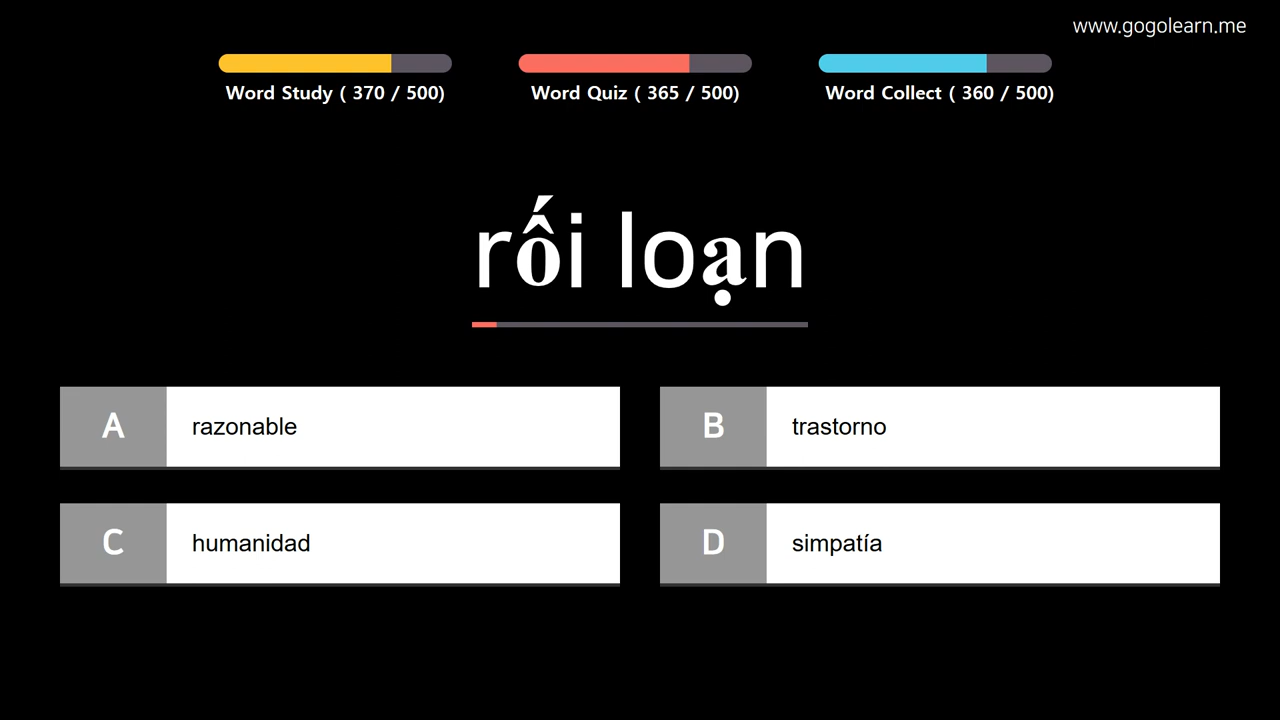 www.gogolearn.me
Word Study ( 370 / 500)
Word Quiz ( 365 / 500)
Word Collect ( 360 / 500)
rối loạn
A razonable
B trastorno
C humanidad
D simpatía